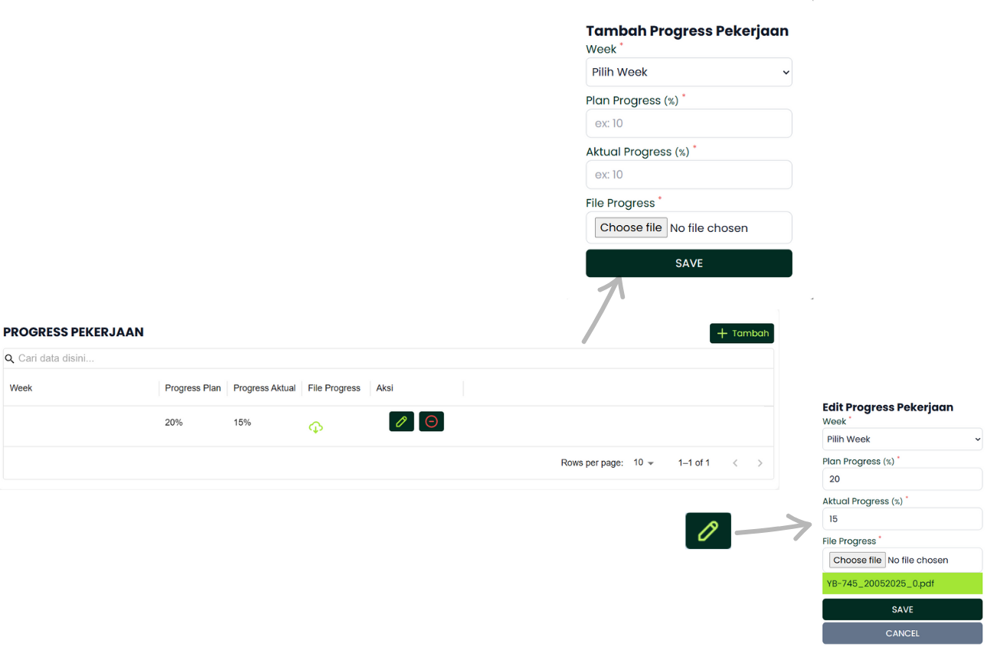 Tambah Progress Pekerjaan
Week *
Pilih Week
Plan Progress (%) *
ex: 10
Aktual Progress (%) *
ex: 10
File Progress *
Choose file No file chosen
SAVE
PROGRESS PEKERJAAN
+ Tambah
Cari data disini...
Week Progress Plan Progress Aktual File Progress Aksi
20% 15%
Rows per page: 10 1–1 of 1
Edit Progress Pekerjaan
Week *
Pilih Week
Plan Progress (%) *
20
Aktual Progress (%) *
15
File Progress *
Choose file No file chosen
YB-745_20052025_0.pdf
SAVE
CANCEL